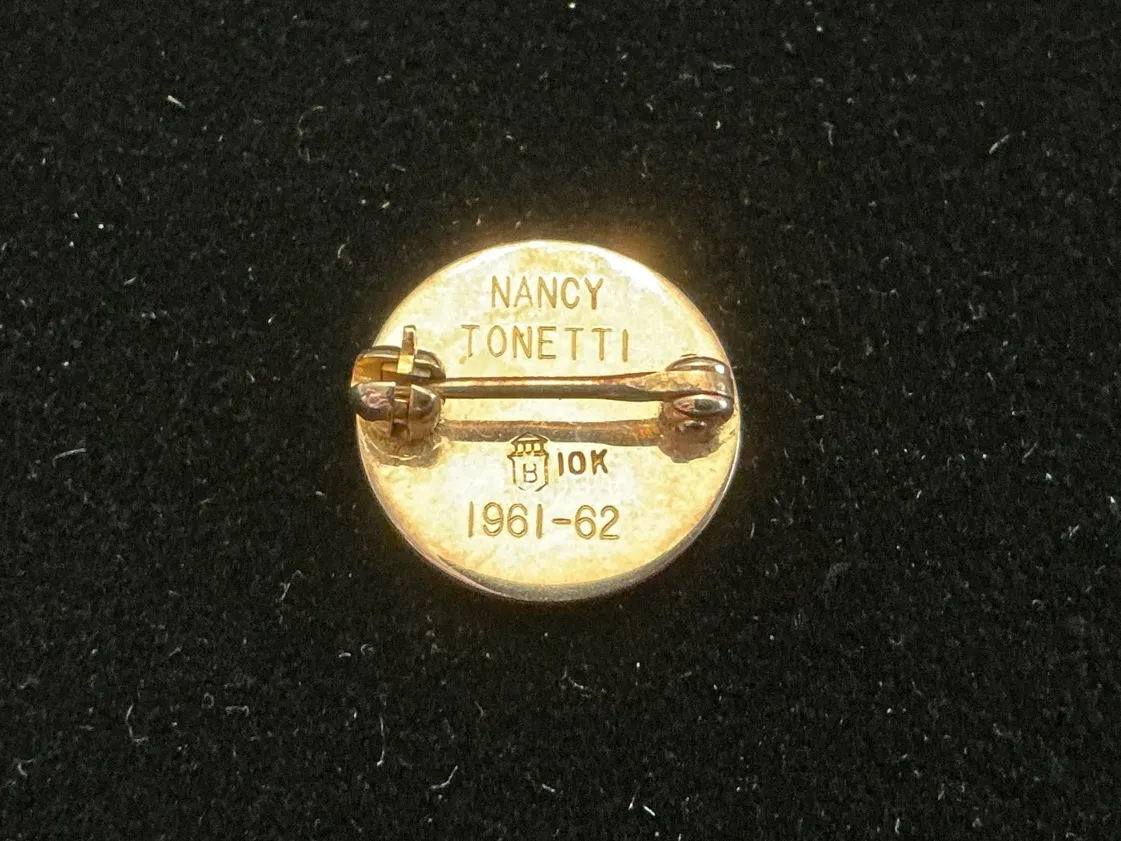 NANCY
TONETTI
B 10K
1961-62